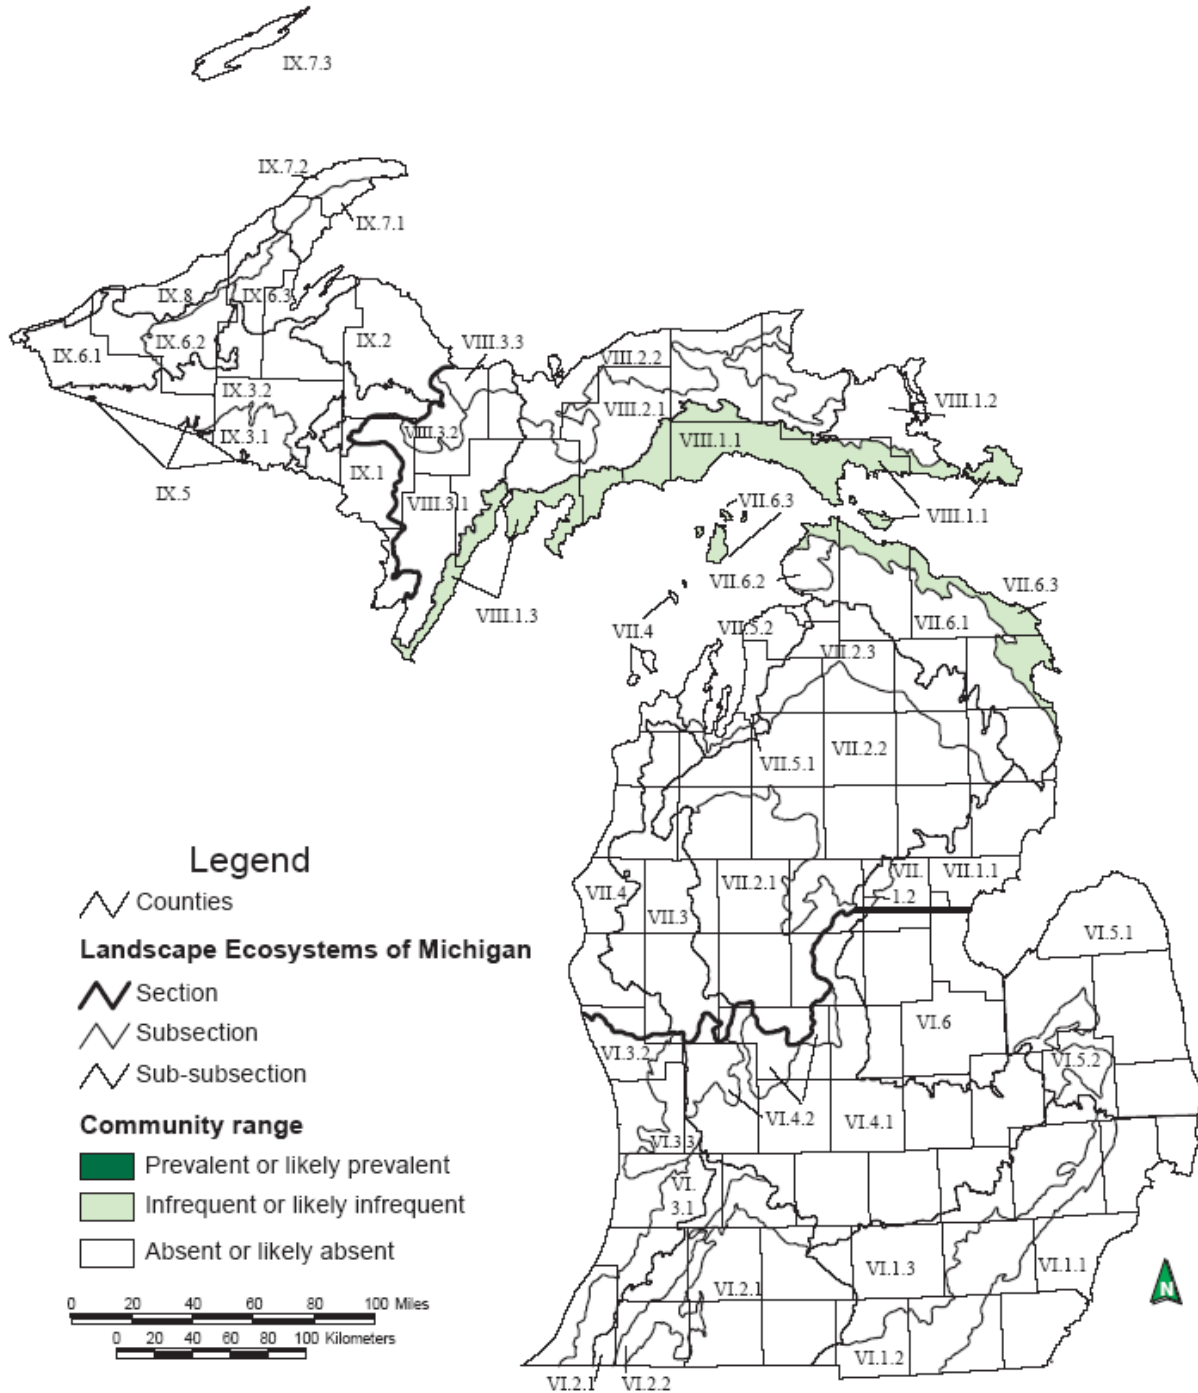 IX.7.3
IX.7.2
IX.7.1
IX.8
IX.6.3
IX.6.2
IX.6.1
IX.2
VIII.3.3
VIII.2.2
IX.3.2
VIII.2.1
VIII.1.2
IX.3.1
VIII.3.2
VIII.1.1
IX.1
IX.5
VIII.3.1
VII.6.3
VIII.1.1
VII.6.2
VII.6.3
VIII.1.3
VII.6.1
VII.4
VII.5.2
VII.2.3
VII.2.2
VII.5.1
Legend
Counties
Landscape Ecosystems of Michigan
Section
Subsection
Sub-subsection
Community range
Prevalent or likely prevalent
Infrequent or likely infrequent
Absent or likely absent
0 20 40 60 80 100 Miles
0 20 40 60 80 100 Kilometers
VII.4
VII.3
VII.2.1
VII.
1.2
VII.1.1
VI.5.1
VI.6
VI.3.2
VI.5.2
VI.4.2
VI.4.1
VI.3.3
VI.
3.1
VI.1.3
VI.1.1
VI.2.1
VI.1.2
VI.2.1
VI.2.2
N